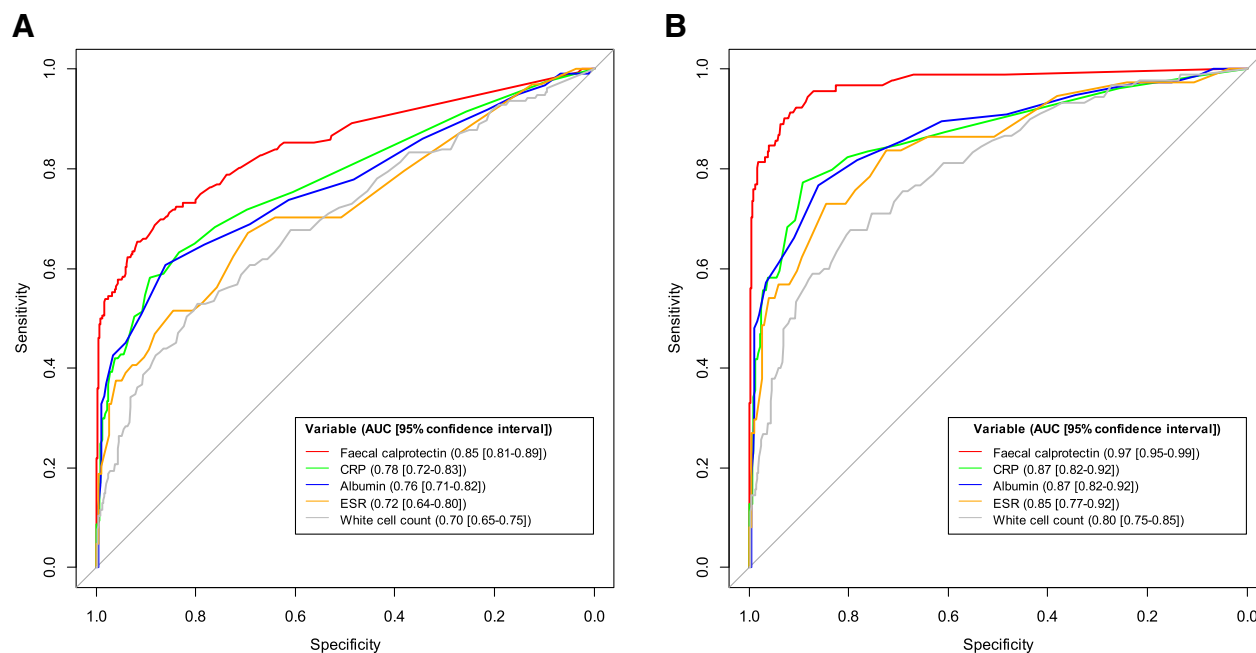 A
Sensitivity
1.0
0.8
0.6
0.4
0.2
0.0
Variable (AUC [95% confidence interval])
Faecal calprotectin (0.85 [0.81-0.89])
CRP (0.78 [0.72-0.83])
Albumin (0.76 [0.71-0.82])
ESR (0.72 [0.64-0.80])
White cell count (0.70 [0.65-0.75])
1.0 0.8 0.6 0.4 0.2 0.0
Specificity
B
Sensitivity
1.0
0.8
0.6
0.4
0.2
0.0
Variable (AUC [95% confidence interval])
Faecal calprotectin (0.97 [0.95-0.99])
CRP (0.87 [0.82-0.92])
Albumin (0.87 [0.82-0.92])
ESR (0.85 [0.77-0.92])
White cell count (0.80 [0.75-0.85])
1.0 0.8 0.6 0.4 0.2 0.0
Specificity